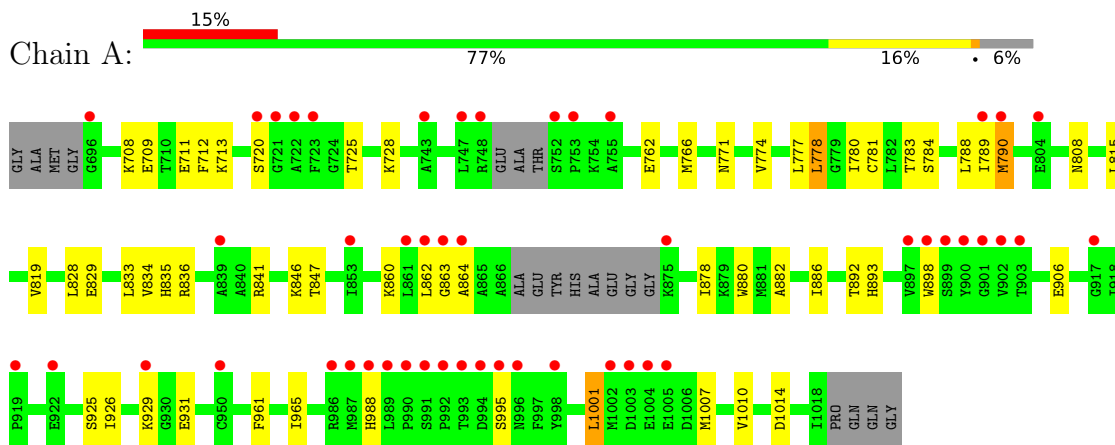 15%
Chain A:
77% 16% • 6%
GLY ALA MET GLY G696 K708 E709 T710 E711 F712 K713 S720 G721 A722 F723 G724 T725 K728 A743 L747 R748 GLU ALA THR S752 P753 K754 A755 E762 M766 N771 V774 L777 L778 G779 I780 C781 L782 T783 S784 L788 I789 M790 E804 N808 L815
V819 L828 E829 L833 V834 H835 R836 A839 A840 R841 K846 T847 I853 K860 L861 L862 G863 A864 A865 A866 ALA GLU TYR HIS ALA GLU GLY GLY K875 I878 K879 W880 M881 A882 I886 T892 H893 V897 W898 S899 Y900 G901 V902 T903 E906 G917 I918
P919 E922 S925 I926 K929 G930 E931 C950 F961 I965 R986 M987 H988 L989 P990 S991 P992 T993 D994 S995 N996 F997 Y998 L1001 M1002 D1003 E1004 E1005 D1006 M1007 V1010 D1014 I1018 PRO GLN GLN GLY